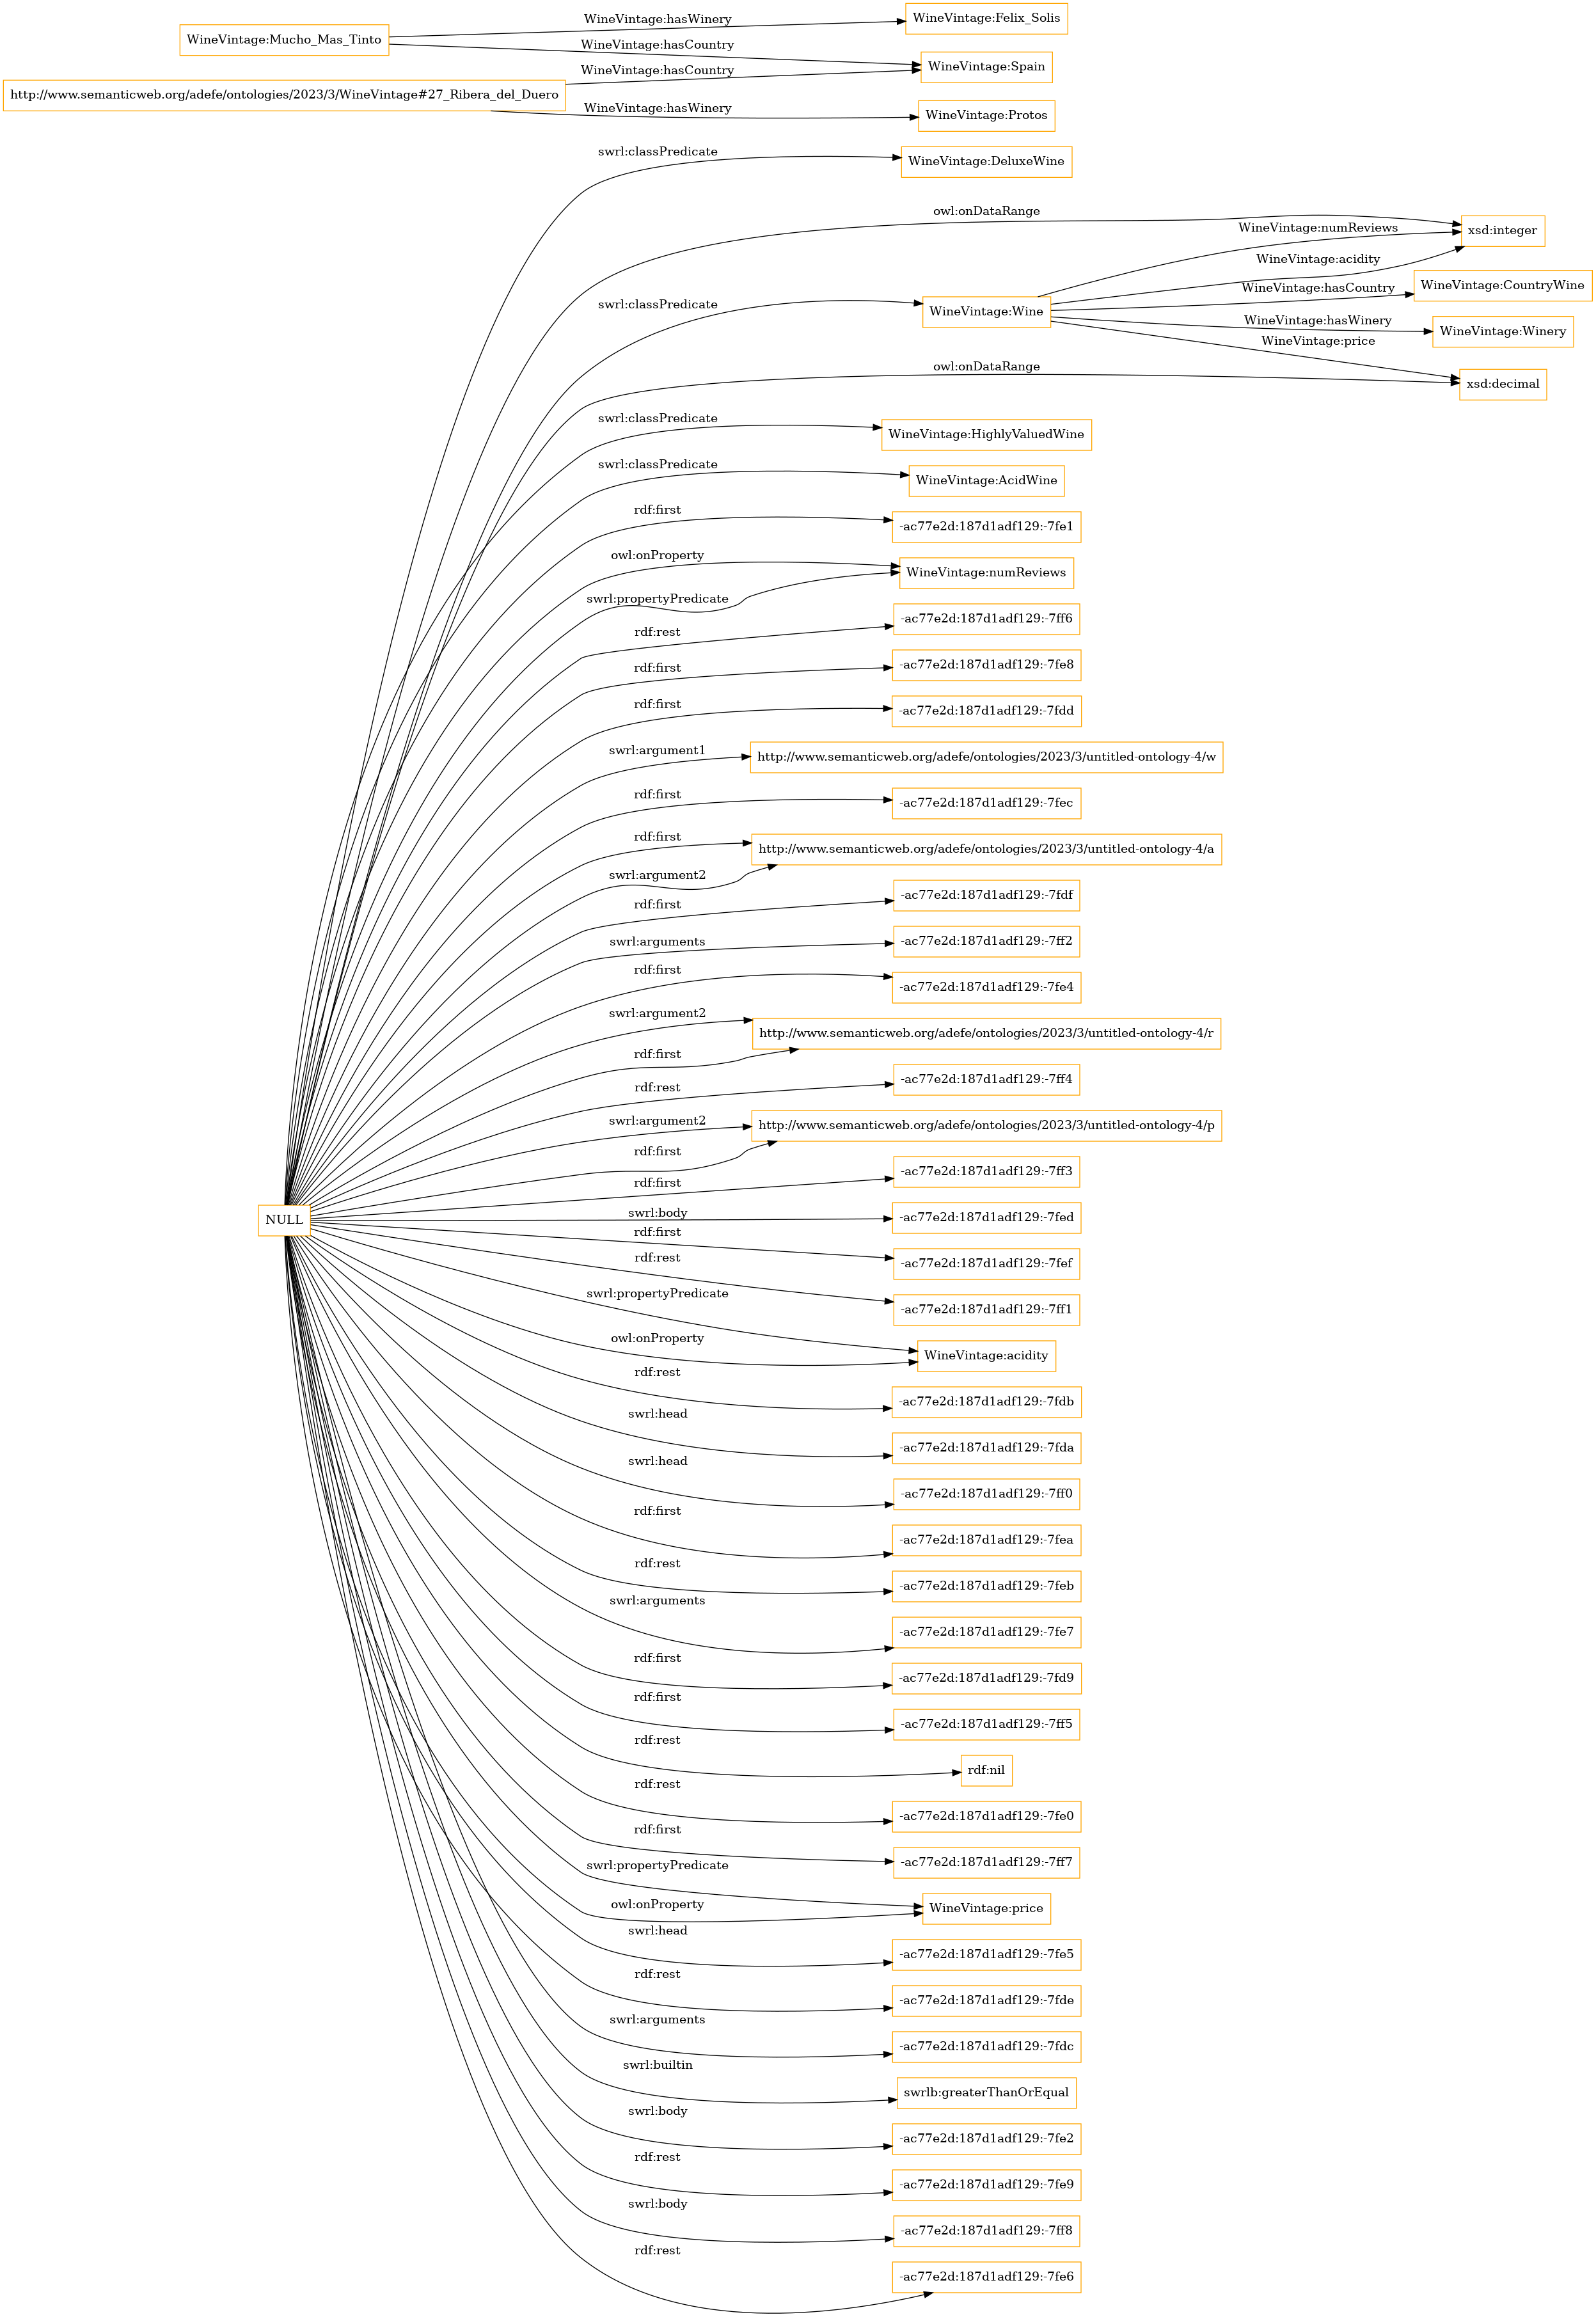 WineVintage:Mucho_Mas_Tinto
WineVintage:hasWinery
WineVintage:Felix_Solis
WineVintage:hasCountry
WineVintage:Spain
http://www.semanticweb.org/adefe/ontologies/2023/3/WineVintage#27_Ribera_del_Duero
WineVintage:hasCountry
WineVintage:hasWinery
WineVintage:Protos
swrl:classPredicate
WineVintage:DeluxeWine
owl:onDataRange
xsd:integer
WineVintage:numReviews
WineVintage:acidity
swrl:classPredicate
WineVintage:Wine
WineVintage:hasCountry
WineVintage:CountryWine
WineVintage:hasWinery
WineVintage:Winery
WineVintage:price
owl:onDataRange
xsd:decimal
swrl:classPredicate
WineVintage:HighlyValuedWine
swrl:classPredicate
WineVintage:AcidWine
rdf:first
-ac77e2d:187d1adf129:-7fe1
owl:onProperty
WineVintage:numReviews
swrl:propertyPredicate
rdf:rest
-ac77e2d:187d1adf129:-7ff6
rdf:first
-ac77e2d:187d1adf129:-7fe8
rdf:first
-ac77e2d:187d1adf129:-7fdd
swrl:argument1
http://www.semanticweb.org/adefe/ontologies/2023/3/untitled-ontology-4/w
rdf:first
-ac77e2d:187d1adf129:-7fec
rdf:first
http://www.semanticweb.org/adefe/ontologies/2023/3/untitled-ontology-4/a
swrl:argument2
rdf:first
-ac77e2d:187d1adf129:-7fdf
swrl:arguments
-ac77e2d:187d1adf129:-7ff2
rdf:first
-ac77e2d:187d1adf129:-7fe4
swrl:argument2
http://www.semanticweb.org/adefe/ontologies/2023/3/untitled-ontology-4/r
rdf:first
rdf:rest
-ac77e2d:187d1adf129:-7ff4
swrl:argument2
http://www.semanticweb.org/adefe/ontologies/2023/3/untitled-ontology-4/p
rdf:first
rdf:first
-ac77e2d:187d1adf129:-7ff3
NULL
swrl:body
-ac77e2d:187d1adf129:-7fed
rdf:first
-ac77e2d:187d1adf129:-7fef
rdf:rest
-ac77e2d:187d1adf129:-7ff1
swrl:propertyPredicate
WineVintage:acidity
owl:onProperty
rdf:rest
-ac77e2d:187d1adf129:-7fdb
swrl:head
-ac77e2d:187d1adf129:-7fda
swrl:head
-ac77e2d:187d1adf129:-7ff0
rdf:first
-ac77e2d:187d1adf129:-7fea
rdf:rest
-ac77e2d:187d1adf129:-7feb
swrl:arguments
-ac77e2d:187d1adf129:-7fe7
rdf:first
-ac77e2d:187d1adf129:-7fd9
rdf:first
-ac77e2d:187d1adf129:-7ff5
rdf:rest
rdf:nil
rdf:rest
-ac77e2d:187d1adf129:-7fe0
rdf:first
-ac77e2d:187d1adf129:-7ff7
swrl:propertyPredicate
WineVintage:price
owl:onProperty
swrl:head
-ac77e2d:187d1adf129:-7fe5
rdf:rest
-ac77e2d:187d1adf129:-7fde
swrl:arguments
-ac77e2d:187d1adf129:-7fdc
swrl:builtin
swrlb:greaterThanOrEqual
swrl:body
-ac77e2d:187d1adf129:-7fe2
rdf:rest
-ac77e2d:187d1adf129:-7fe9
swrl:body
-ac77e2d:187d1adf129:-7ff8
rdf:rest
-ac77e2d:187d1adf129:-7fe6